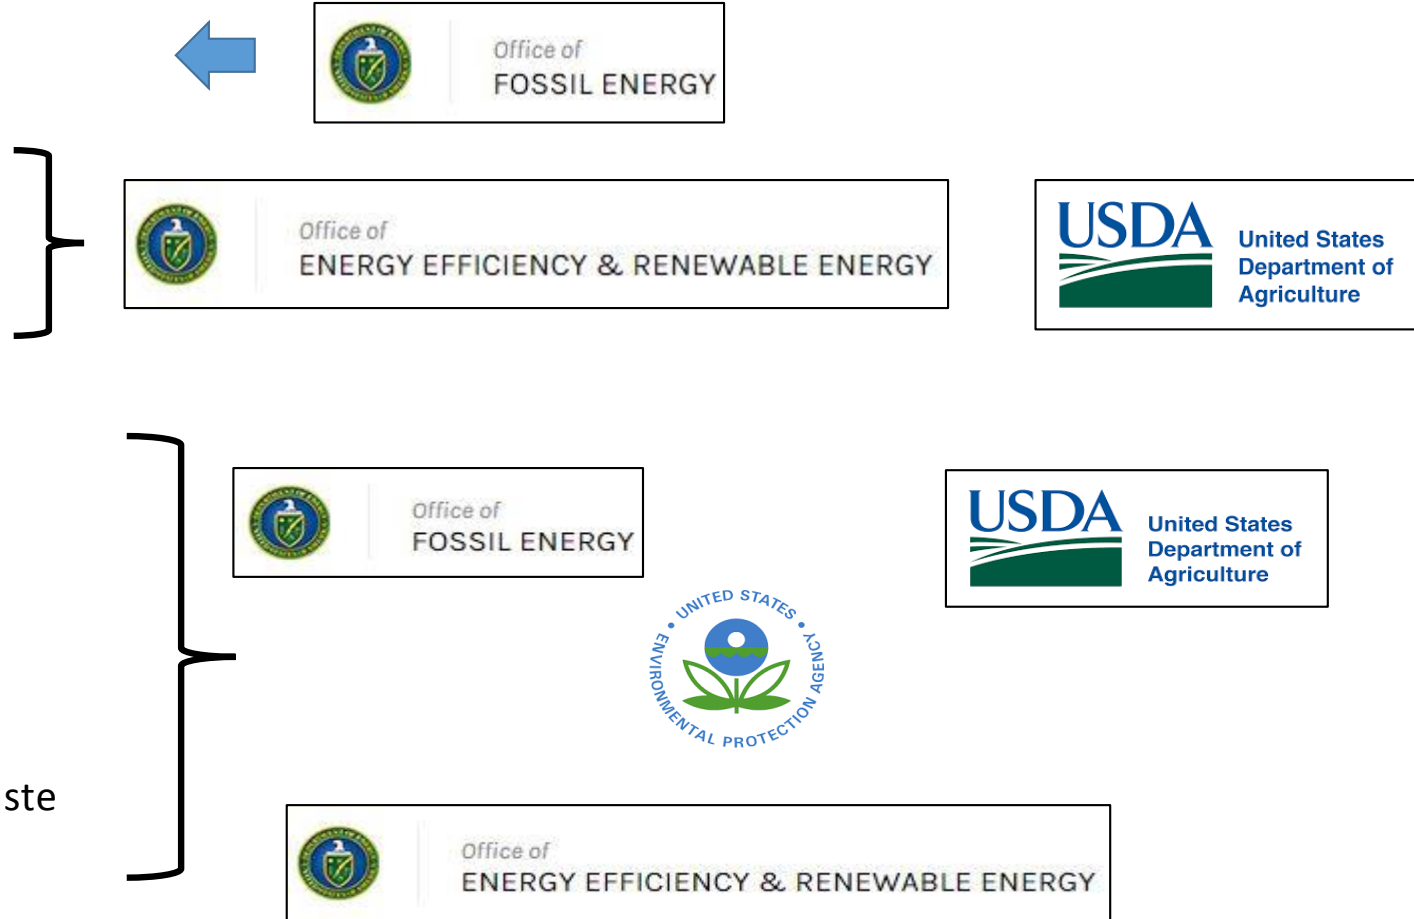 Office of
FOSSIL ENERGY
Office of
ENERGY EFFICIENCY & RENEWABLE ENERGY
USDA
United States
Department of
Agriculture
Office of
FOSSIL ENERGY
USDA
United States
Department of
Agriculture
UNITED STATES • ENVIRONMENTAL PROTECTION AGENCY •
ste
Office of
ENERGY EFFICIENCY & RENEWABLE ENERGY